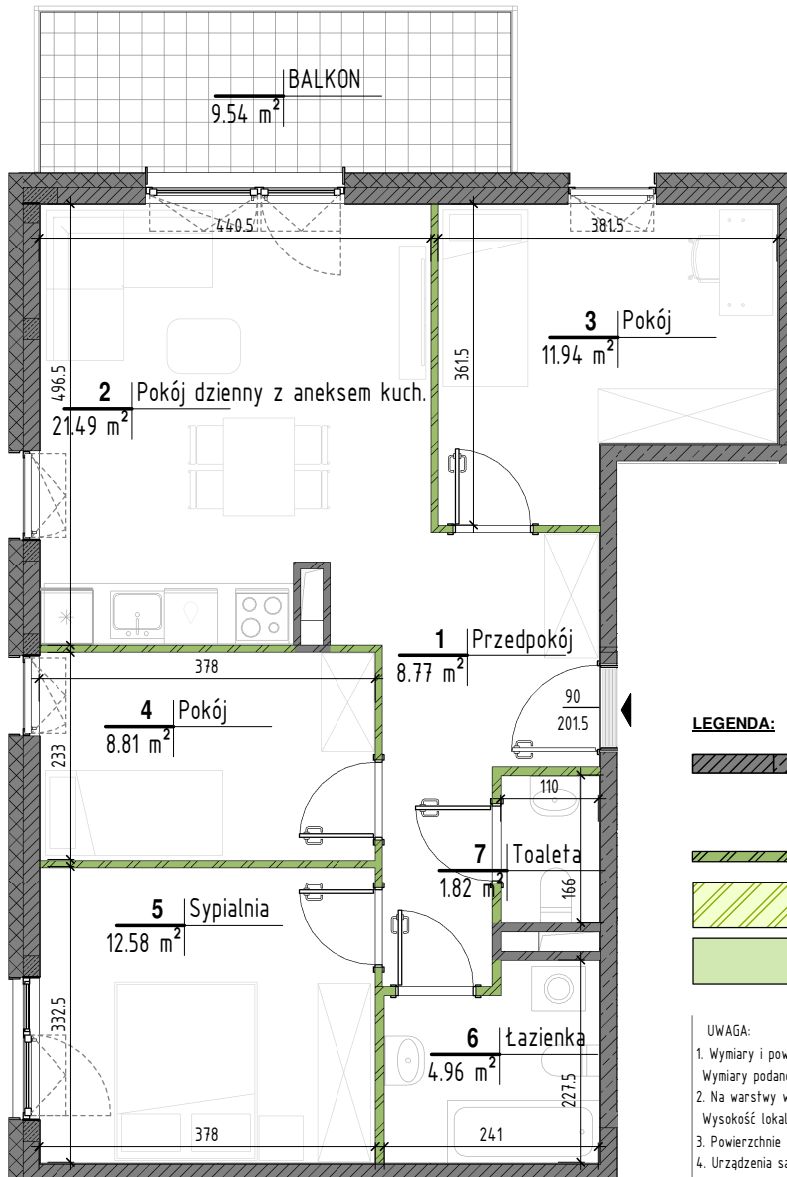 BALKON
9.54 m²
440.5
381.5
3 Pokój
11.94 m²
361.5
496.5
2 Pokój dzienny z aneksem kuch.
21.49 m²
1 Przedpokój
8.77 m²
378
4 Pokój
8.81 m²
233
90
201.5
LEGENDA:
110
7 Toaleta
1.82 m²
166
5 Sypialnia
12.58 m²
332.5
6 Łazienka
4.96 m²
227.5
378
241
UWAGA:
1. Wymiary i
Wymiary
2. Na warstwy
Wysokość
3. Powierzchnie
4. Urządzenia